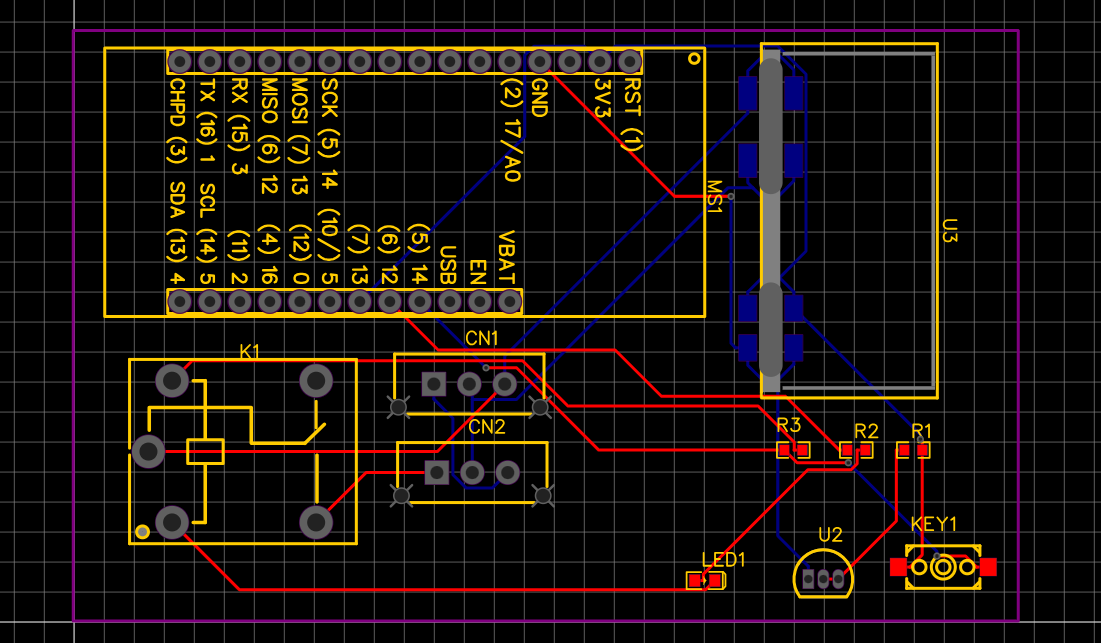 CHPD (3)
TX (16) 1
RX (15) 3
MISO (6) 12
MOSI (7) 13
SCK (5) 14
(2) 17/A0
GND
3V3
RST (1)
SDA (13) 4
SCL (14) 5
(11) 2
(4) 16
(12) 0
(10/) 5
(7) 13
(6) 12
(5) 14
USB
EN
VBAT
MS1
U3
K1
CN1
CN2
R3
R2
R1
KEY1
U2
LED1